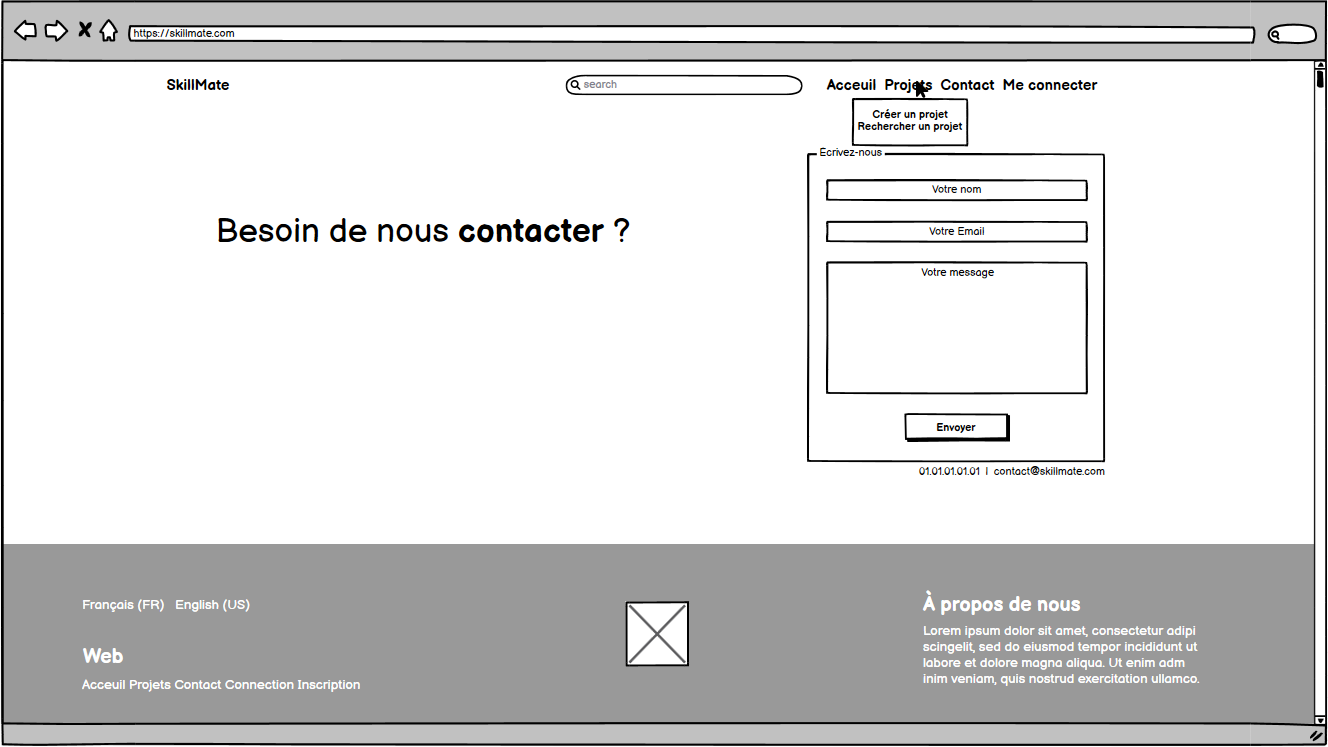 https://skillmate.com
SkillMate
search
Acceuil Projets Contact Me connecter
Créer un projet
Rechercher un projet
Ecrivez-nous
Votre nom
Besoin de nous contacter ?
Votre Email
Votre message
Envoyer
01.01.01.01.01 | contact@skillmate.com
Français (FR) English (US)
Web
Acceuil Projets Contact Connection Inscription
À propos de nous
Lorem ipsum dolor sit amet, consectetur adipi
scingelit, sed do eiusmod tempor incididunt ut
labore et dolore magna aliqua. Ut enim adm
inim veniam, quis nostrud exercitation ullamco.